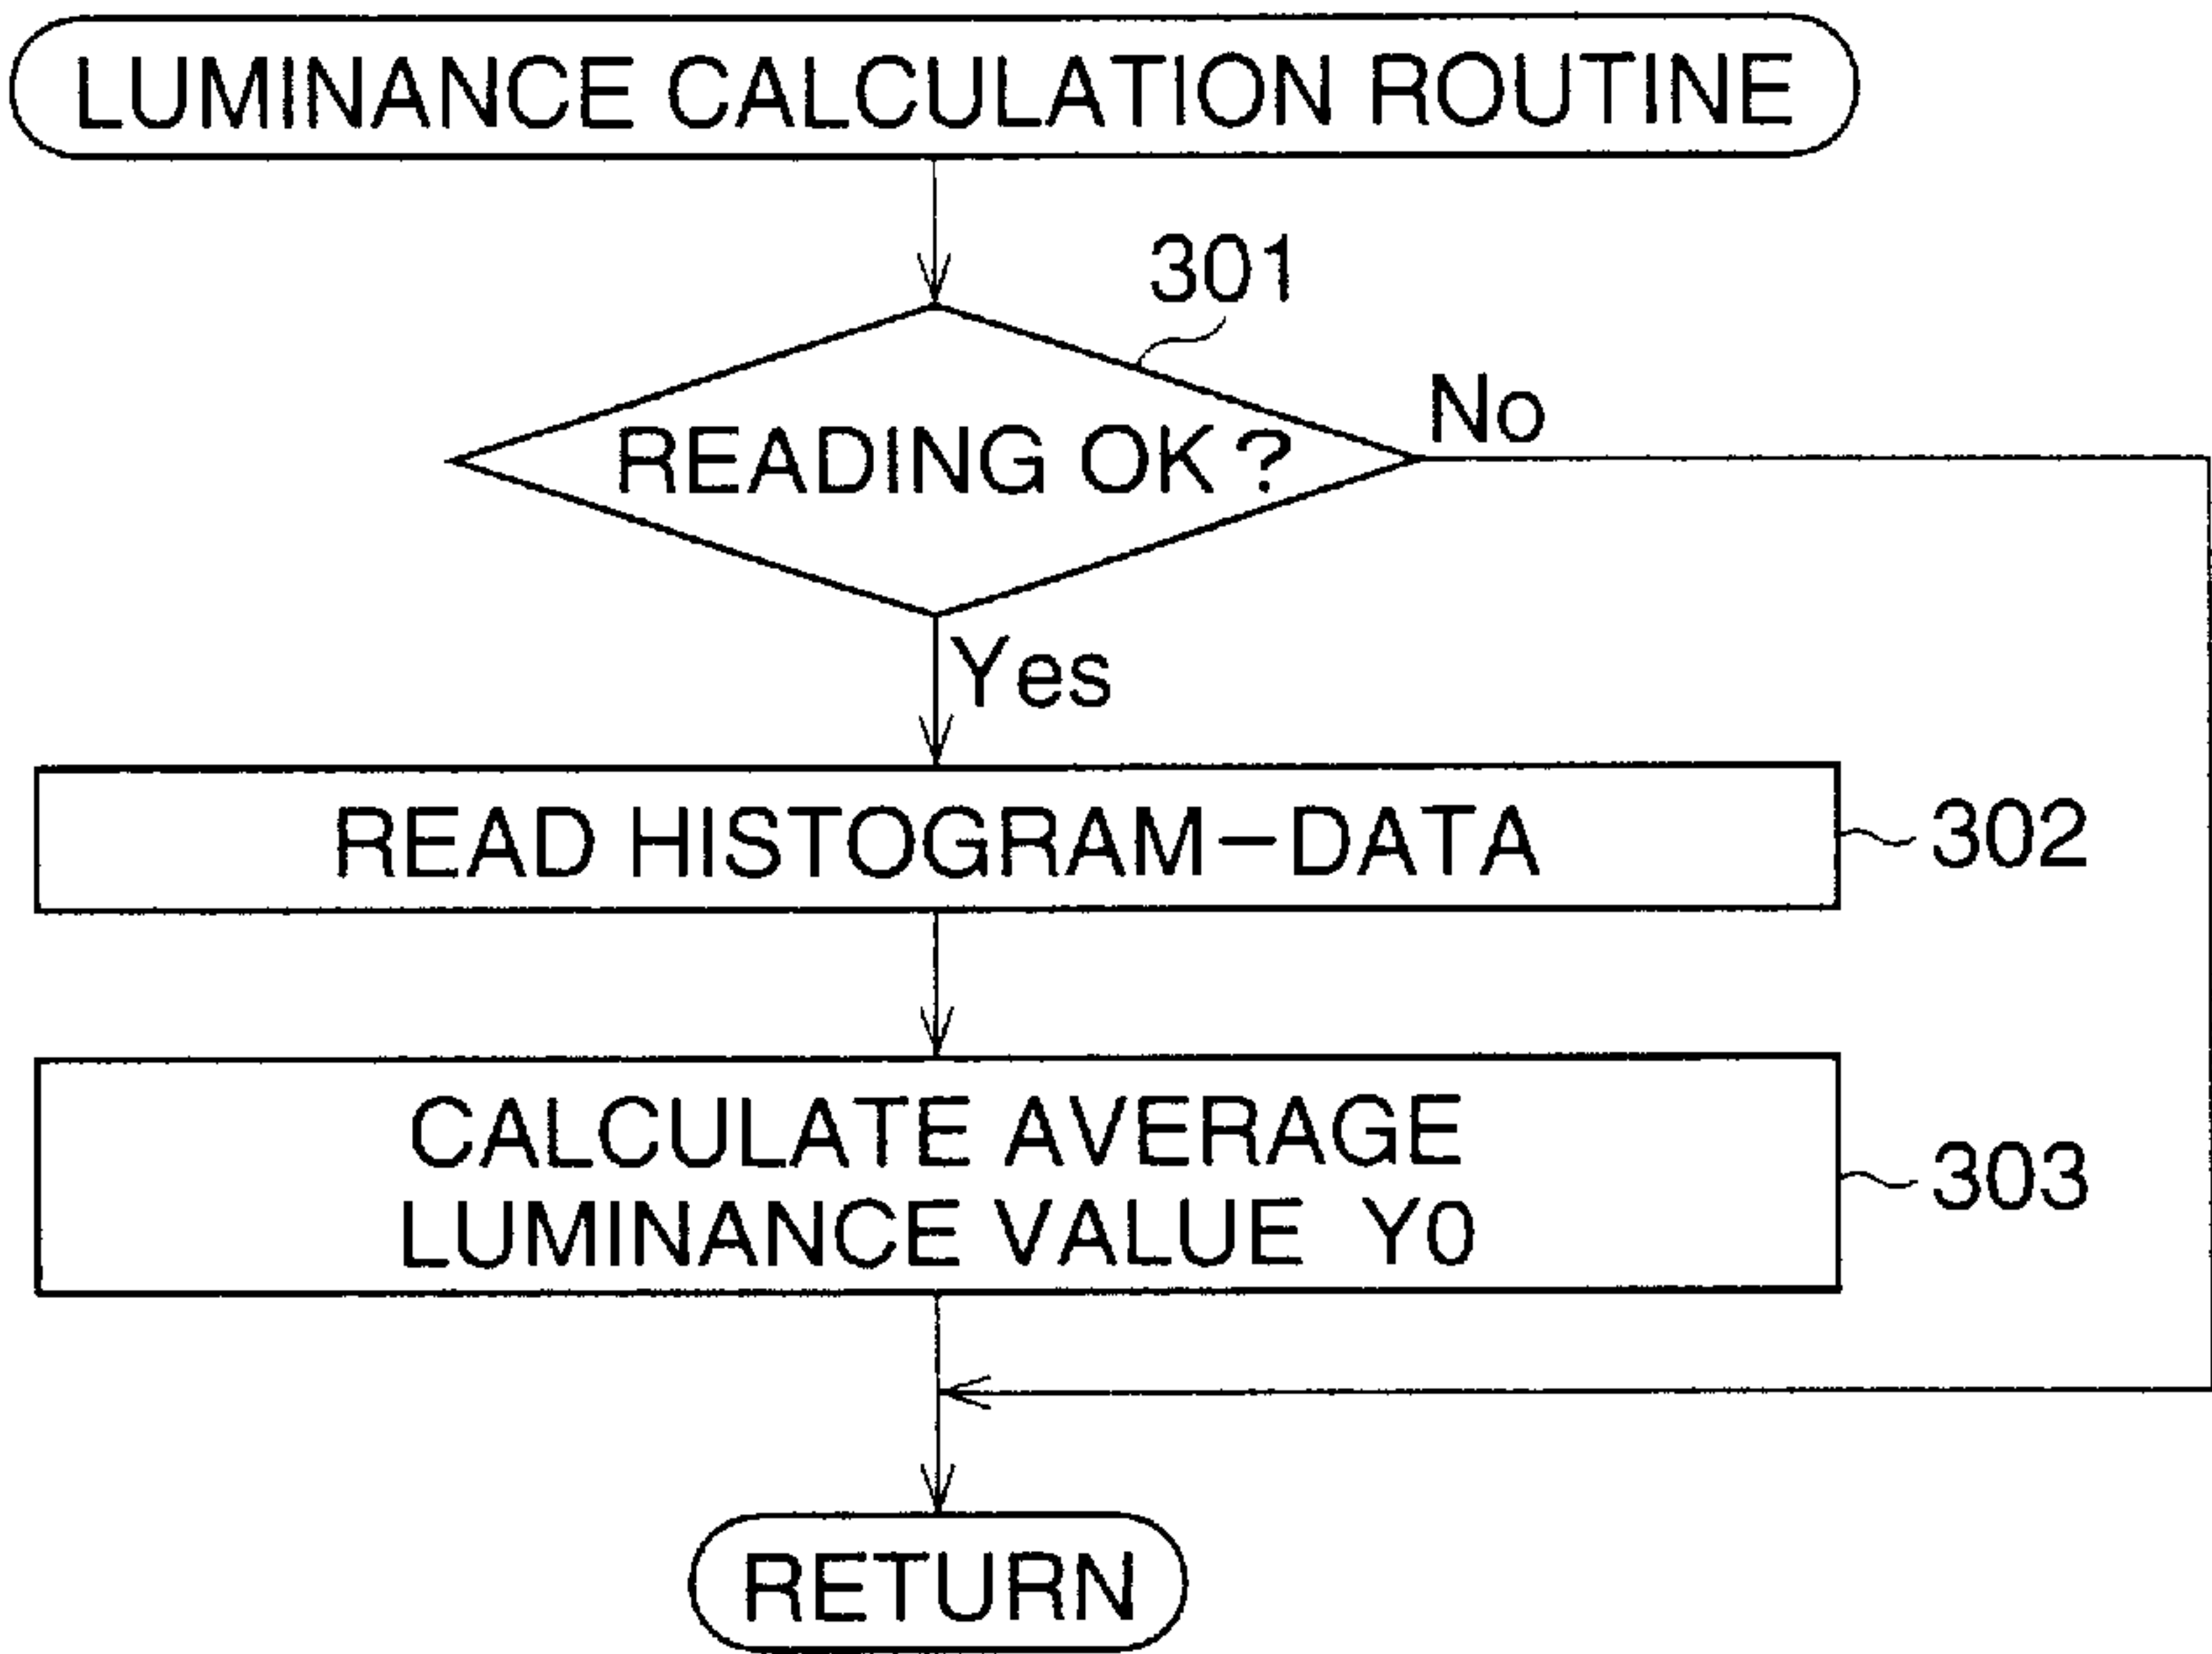 LUMINANCE CALCULATION ROUTINE
301
READING OK?
No
Yes
READ HISTOGRAM-DATA
302
CALCULATE AVERAGE
LUMINANCE VALUE Y0
303
RETURN